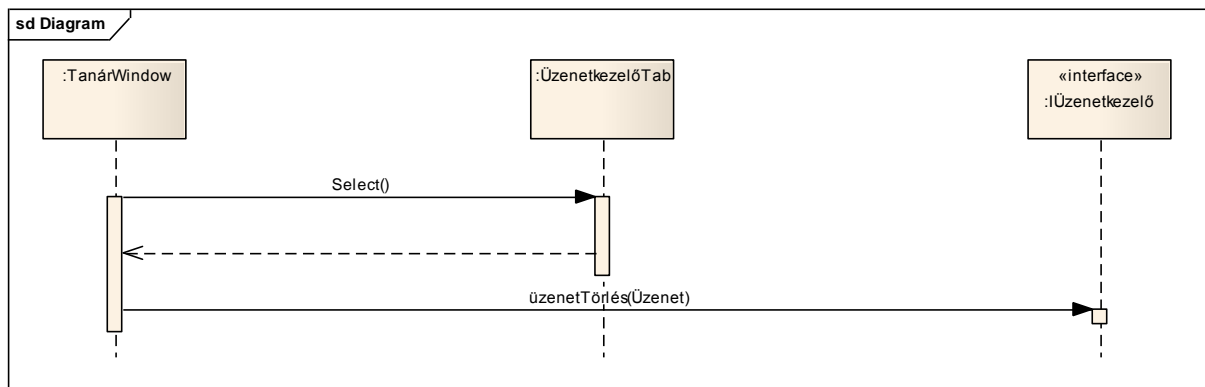 sd Diagram
:TanárWindow
:ÜzenetkezelőTab
«interface»
:IÜzenetkezelő
Select()
üzenetTörlés(Üzenet)